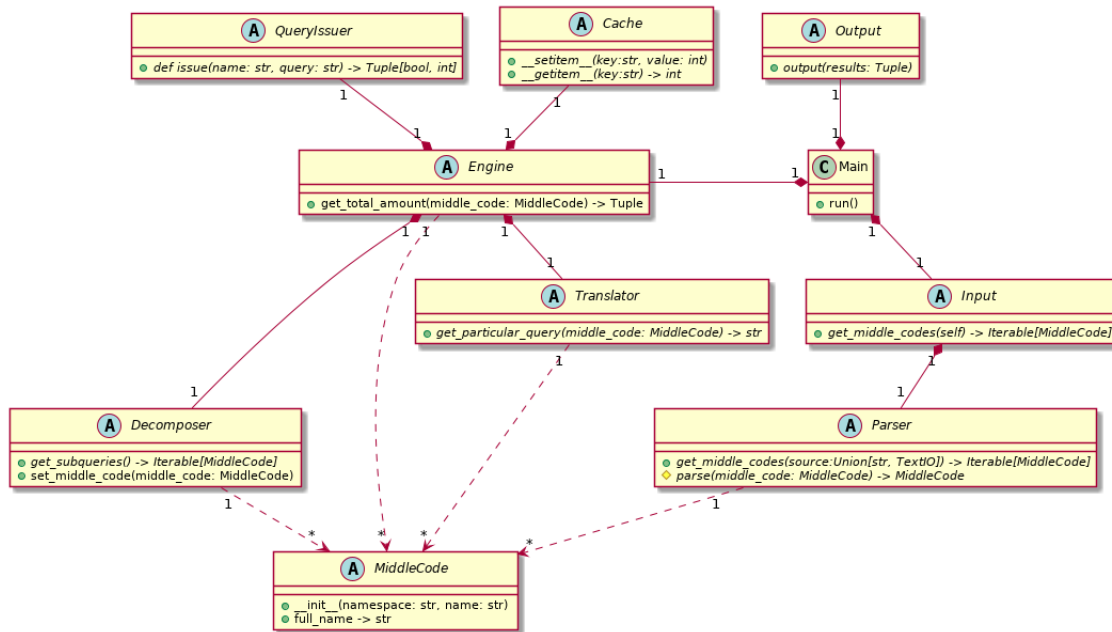 A QueryIssuer
def issue(name: str, query: str) -> Tuple[bool, int]
A Cache
__setitem__(key:str, value: int)
__getitem__(key:str) -> int
A Output
output(results: Tuple)
1
1
1
1
1
1
A Engine
get_total_amount(middle_code: MiddleCode) -> Tuple
1
1
C Main
run()
1
1
1
1
1
1
A Translator
get_particular_query(middle_code: MiddleCode) -> str
A Input
get_middle_codes(self) -> Iterable[MiddleCode]
1
1
1
1
A Decomposer
get_subqueries() -> Iterable[MiddleCode]
set_middle_code(middle_code: MiddleCode)
A Parser
get_middle_codes(source:Union[str, TextIO]) -> Iterable[MiddleCode]
parse(middle_code: MiddleCode) -> MiddleCode
1
1
*
*
*
*
A MiddleCode
__init__(namespace: str, name: str)
full_name -> str